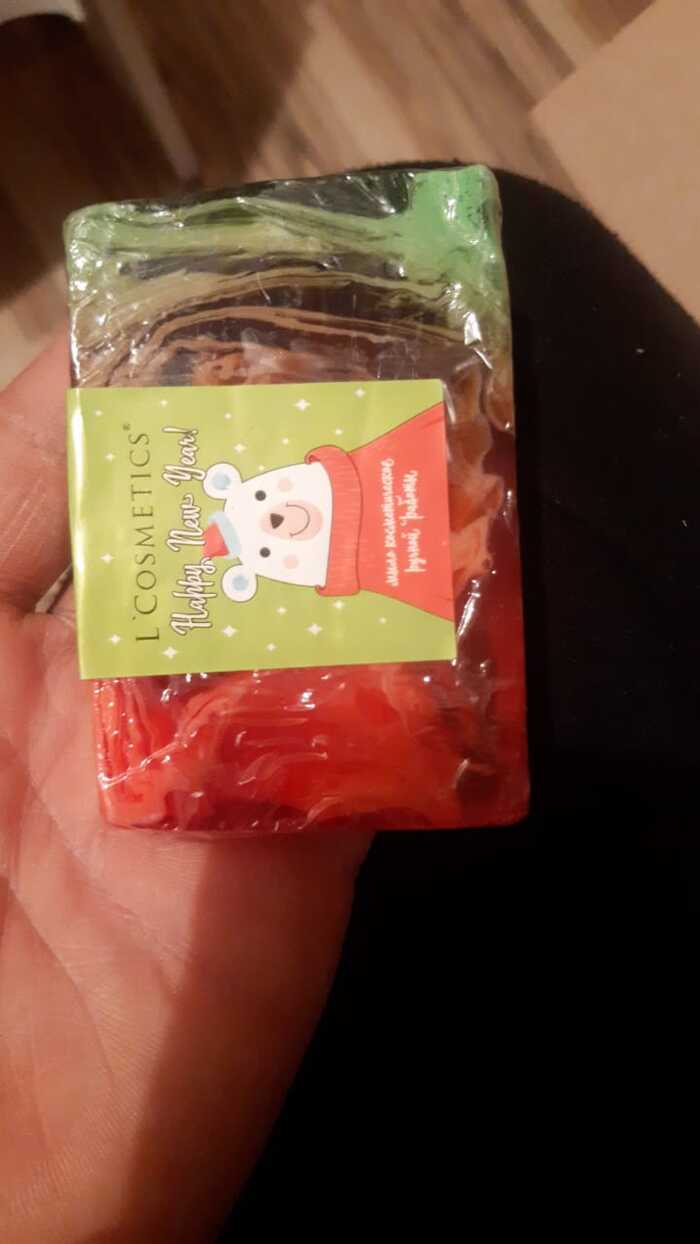 L'COSMETICS®
Happy New Year!
мыло косметическое
ручной работы